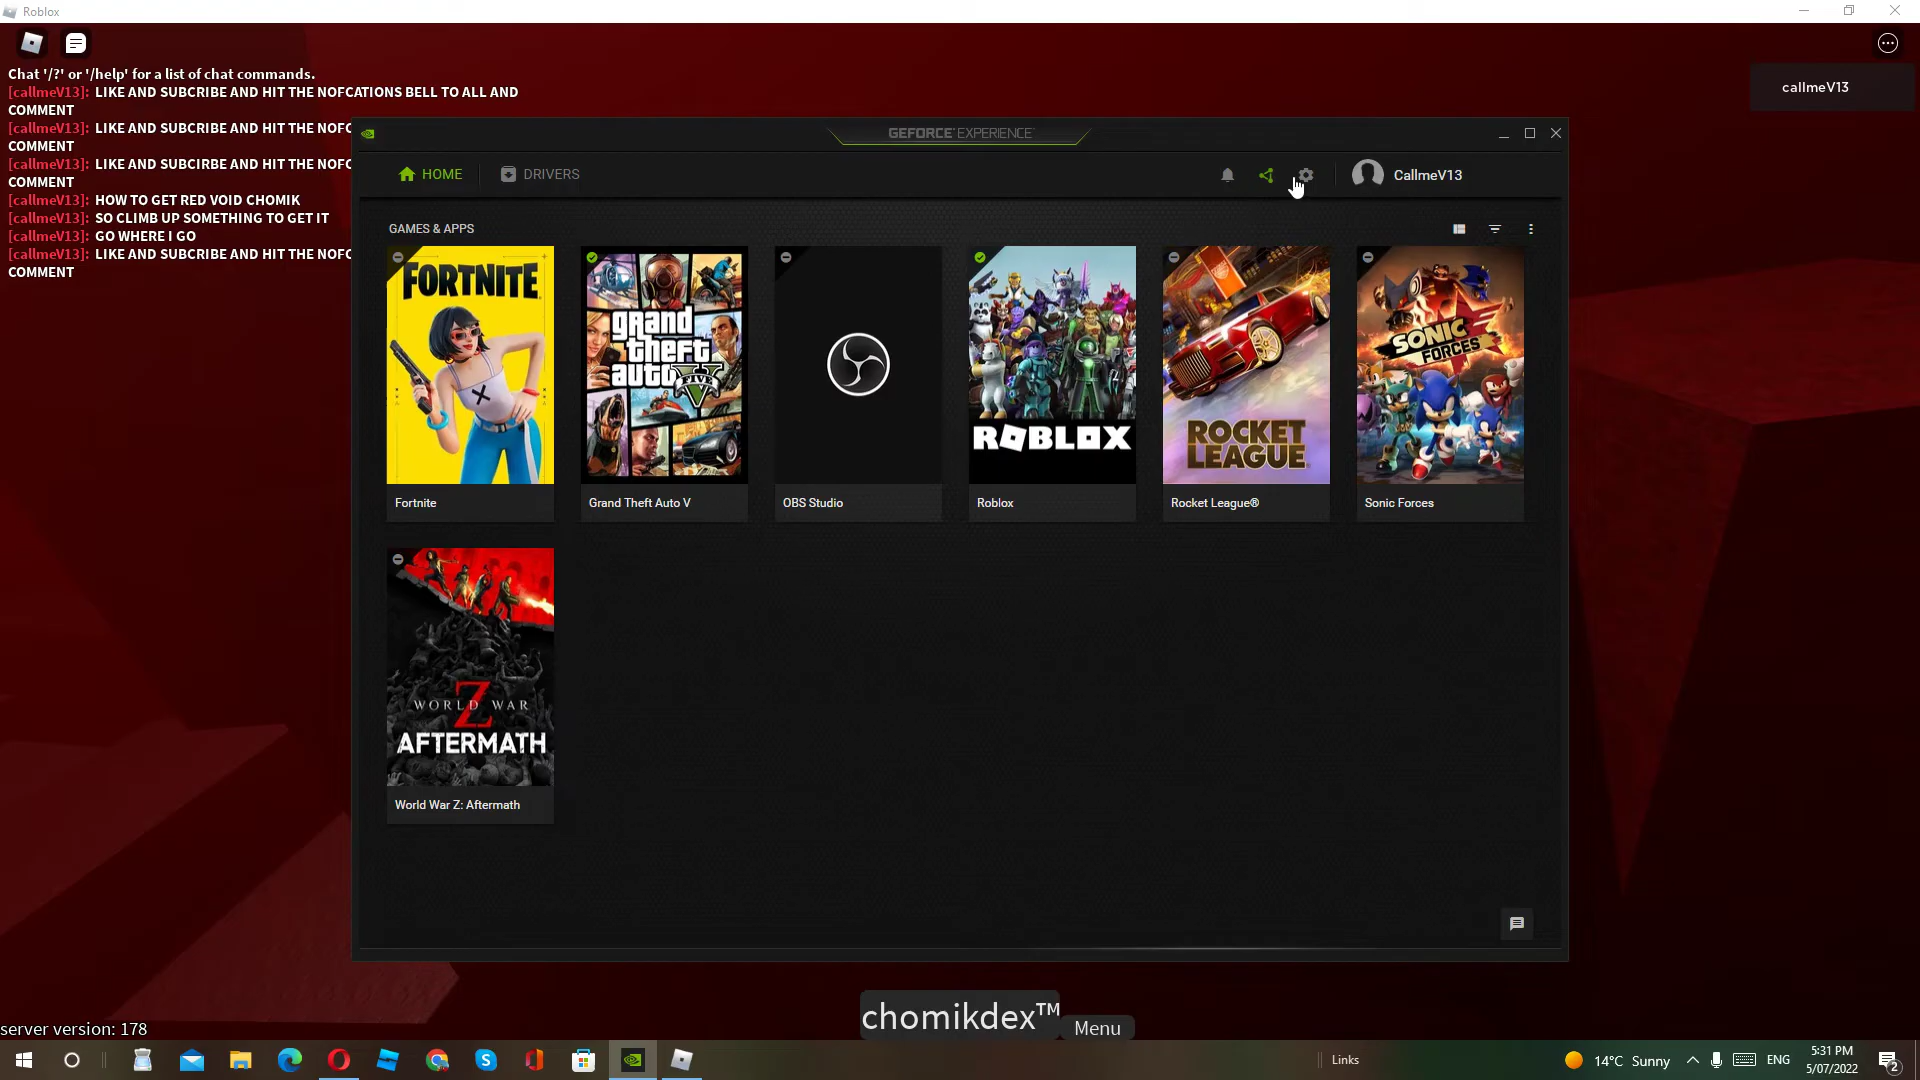 Roblox
Chat '/?' or '/help' for a list of chat commands.
[callmeV13]: LIKE AND SUBCRIBE AND HIT THE NOFCATIONS BELL TO ALL AND
COMMENT
[callmeV13]: LIKE AND SUBCRIBE AND HIT THE NOFC
COMMENT
[callmeV13]: LIKE AND SUBCIRBE AND HIT THE NOFC
COMMENT
[callmeV13]: HOW TO GET RED VOID CHOMIK
[callmeV13]: SO CLIMB UP SOMETHING TO GET IT
[callmeV13]: GO WHERE I GO
[callmeV13]: LIKE AND SUBCRIBE AND HIT THE NOFC
COMMENT
callmeV13
GEFORCE EXPERIENCE
HOME
DRIVERS
CallmeV13
GAMES & APPS
FORTNITE
grand
theft
auto
V
FIVE
ROBLOX
ROCKET
LEAGUE
SONIC
FORCES
Fortnite
Grand Theft Auto V
OBS Studio
Roblox
Rocket League®
Sonic Forces
WORLD WAR
Z
AFTERMATH
World War Z: Aftermath
chomikdex™
Menu
server version: 178
Links
14°C Sunny
ENG
5:31 PM
5/07/2022
2